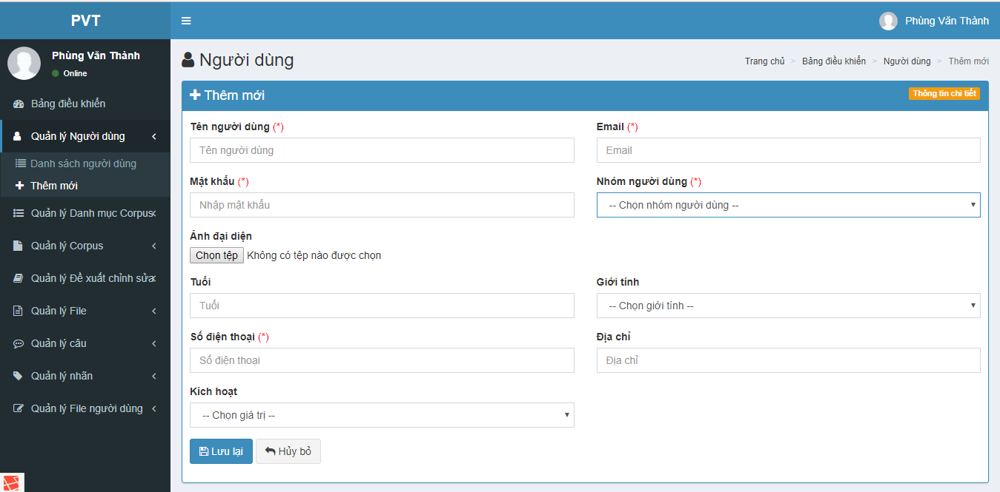 PVT
Phùng Văn Thành
Phùng Văn Thành
Online
Bảng điều khiển
Quản lý Người dùng
Danh sách người dùng
Thêm mới
Quản lý Danh mục Corpus
Quản lý Corpus
Quản lý Đề xuất chỉnh sửa
Quản lý File
Quản lý câu
Quản lý nhãn
Quản lý File người dùng
Người dùng
Trang chủ > Bảng điều khiển > Người dùng > Thêm mới
Thêm mới
Thông tin chi tiết
Tên người dùng (*)
Email (*)
Tên người dùng
Email
Mật khẩu (*)
Nhóm người dùng (*)
Nhập mật khẩu
-- Chọn nhóm người dùng --
Ảnh đại diện
Chọn tệp Không có tệp nào được chọn
Tuổi
Giới tính
Tuổi
-- Chọn giới tính --
Số điện thoại (*)
Địa chỉ
Số điện thoại
Địa chỉ
Kích hoạt
-- Chọn giá trị --
Lưu lại
Hủy bỏ